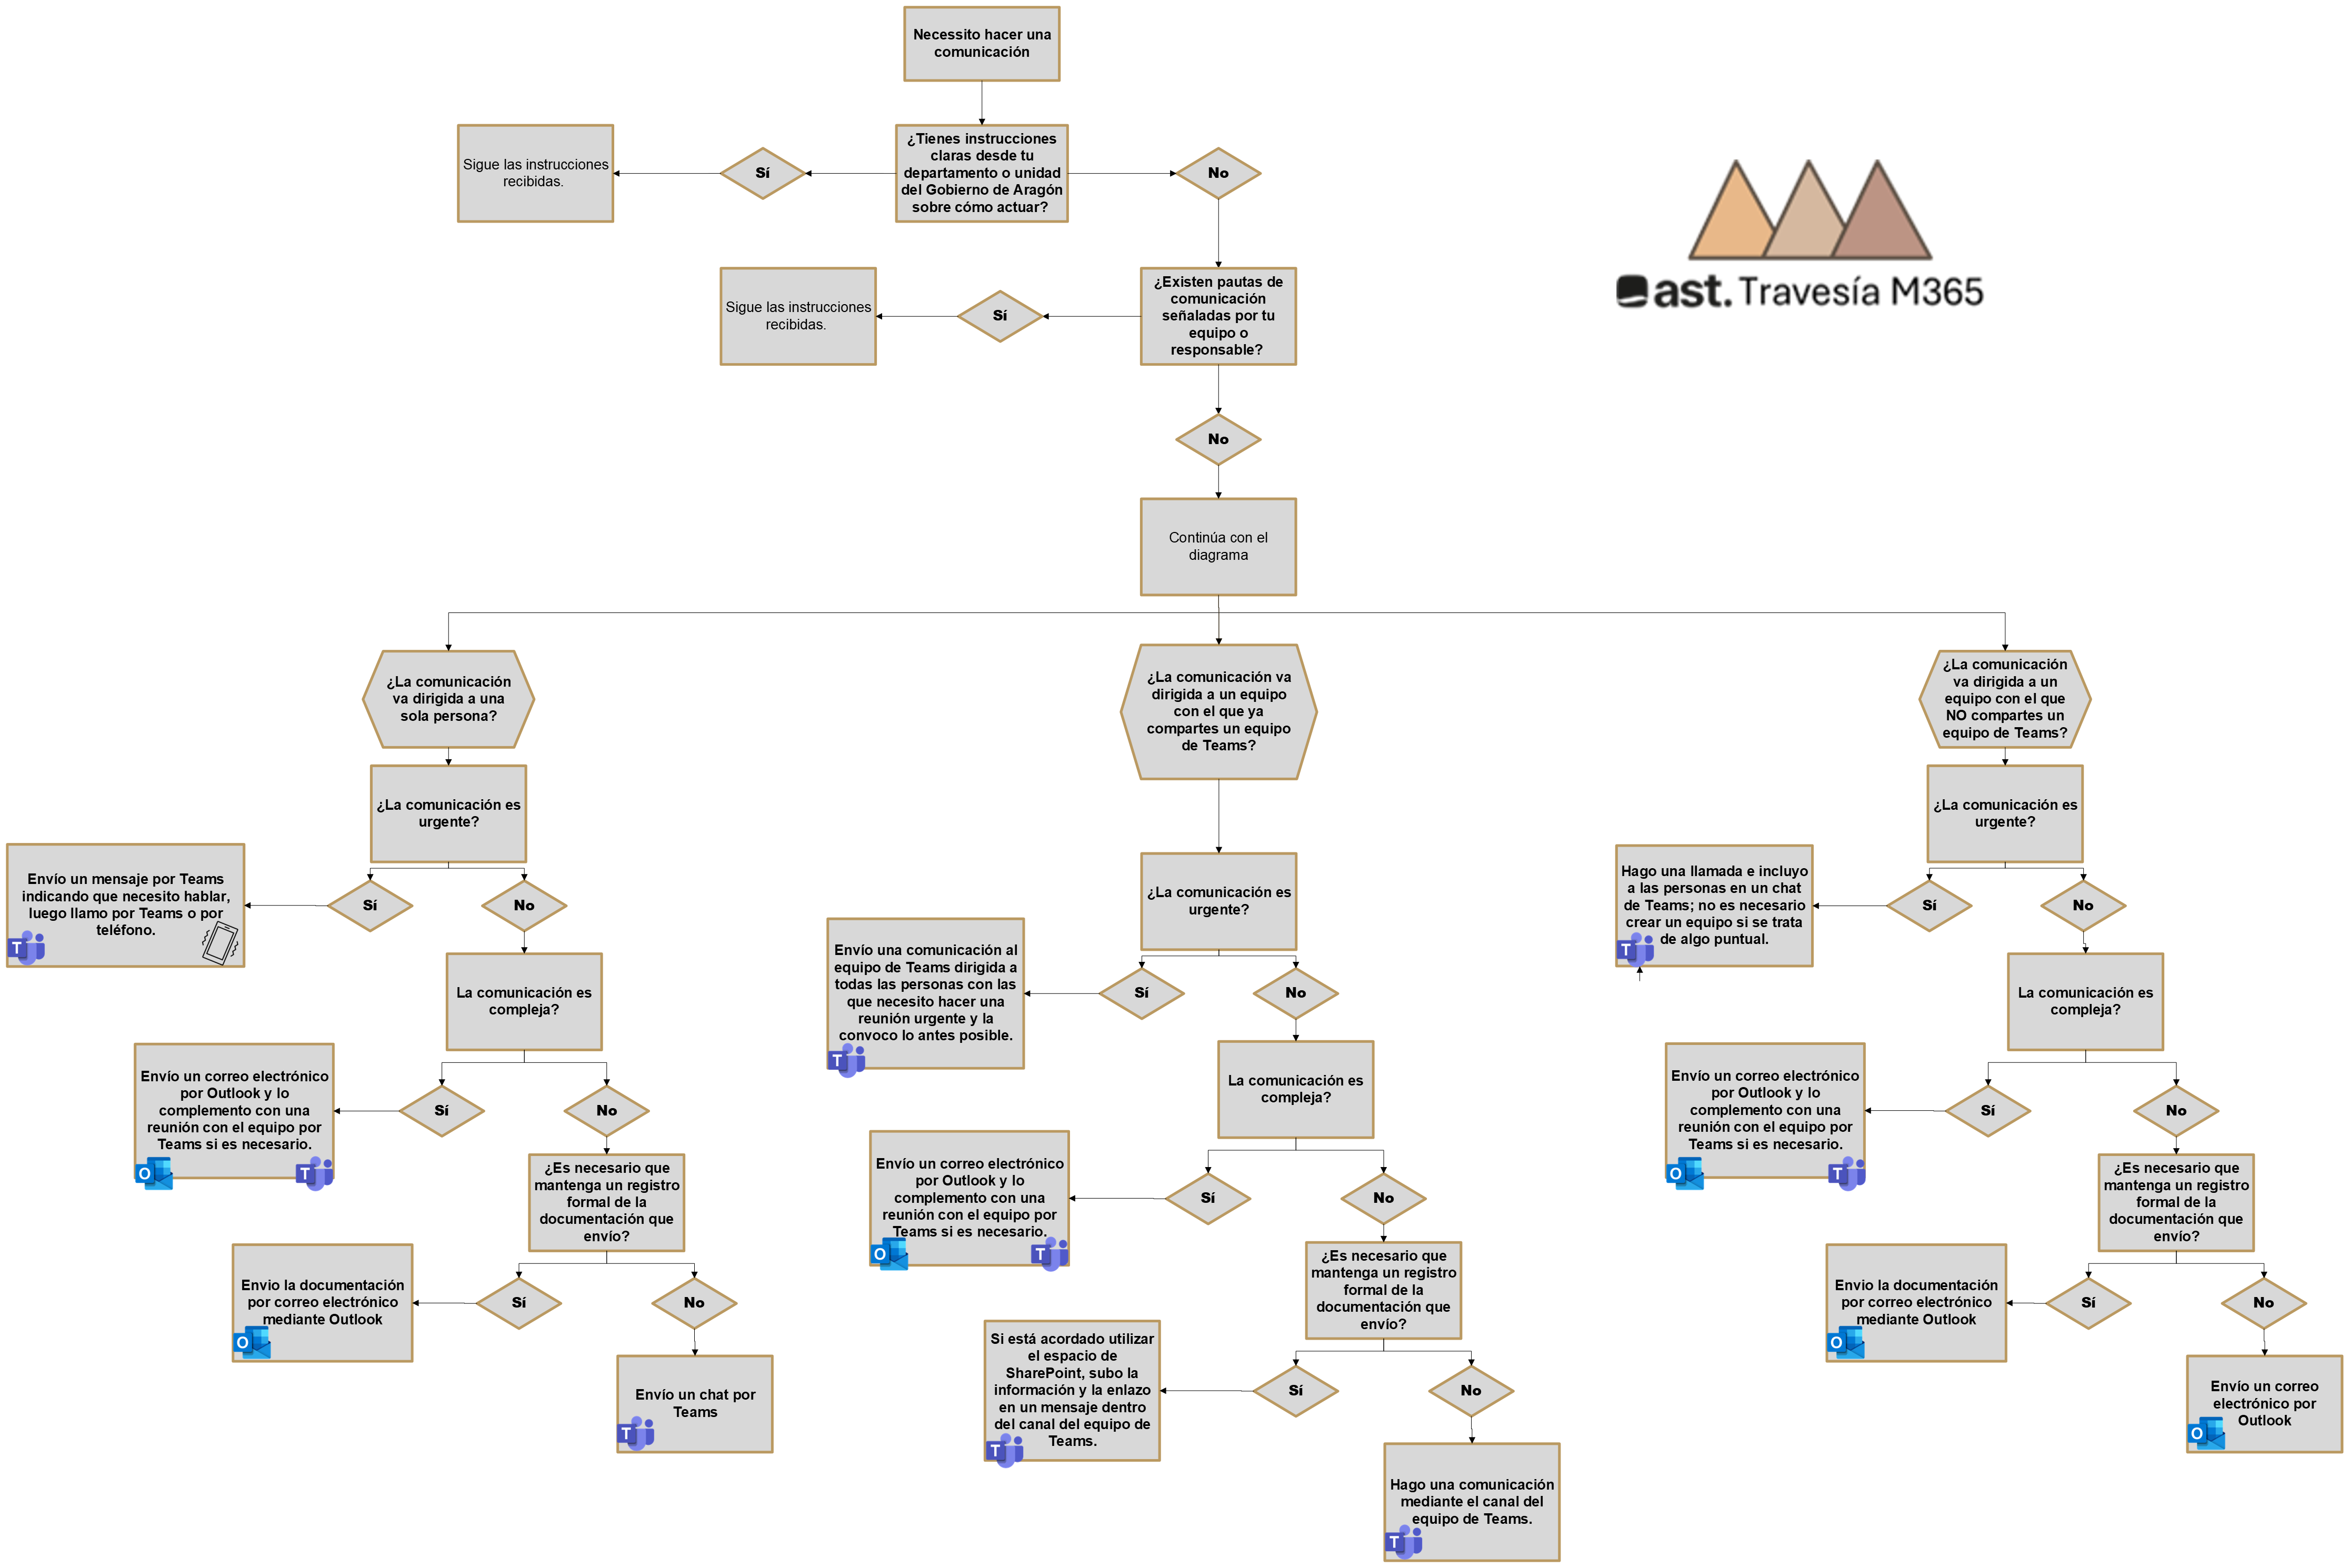 Necessito hacer una
comunicación
¿Tienes instrucciones
claras desde tu
departamento o unidad
del Gobierno de Aragón
sobre cómo actuar?
Sí
No
Sigue las instrucciones
recibidas.
ast. Travesía M365
¿Existen pautas de
comunicación
señaladas por tu
equipo o
responsable?
Sí
Sigue las instrucciones
recibidas.
No
Continúa con el
diagrama
¿La comunicación
va dirigida a una
sola persona?
¿La comunicación es
urgente?
Sí
No
Envío un mensaje por Teams
indicando que necesito hablar,
luego llamo por Teams o por
teléfono.
T
La comunicación es
compleja?
Sí
No
Envío un correo electrónico
por Outlook y lo
complemento con una
reunión con el equipo por
Teams si es necesario.
O
T
¿Es necesario que
mantenga un registro
formal de la
documentación que
envío?
Sí
No
Envio la documentación
por correo electrónico
mediante Outlook
O
Envío un chat por
Teams
T
¿La comunicación va
dirigida a un equipo
con el que ya
compartes un equipo
de Teams?
¿La comunicación es
urgente?
Sí
No
Envío una comunicación al
equipo de Teams dirigida a
todas las personas con las
que necesito hacer una
reunión urgente y la
convoco lo antes posible.
T
La comunicación es
compleja?
Sí
No
Envío un correo electrónico
por Outlook y lo
complemento con una
reunión con el equipo por
Teams si es necesario.
O
T
¿Es necesario que
mantenga un registro
formal de la
documentación que
envío?
Sí
No
Si está acordado utilizar
el espacio de
SharePoint, subo la
información y la enlazo
en un mensaje dentro
del canal del equipo de
Teams.
T
Hago una comunicación
mediante el canal del
equipo de Teams.
T
¿La comunicación
va dirigida a un
equipo con el que
NO compartes un
equipo de Teams?
¿La comunicación es
urgente?
Sí
No
Hago una llamada e incluyo
a las personas en un chat
de Teams; no es necesario
crear un equipo si se trata
de algo puntual.
T
La comunicación es
compleja?
Sí
No
Envío un correo electrónico
por Outlook y lo
complemento con una
reunión con el equipo por
Teams si es necesario.
O
T
¿Es necesario que
mantenga un registro
formal de la
documentación que
envío?
Sí
No
Envio la documentación
por correo electrónico
mediante Outlook
O
Envío un correo
electrónico por
Outlook
O